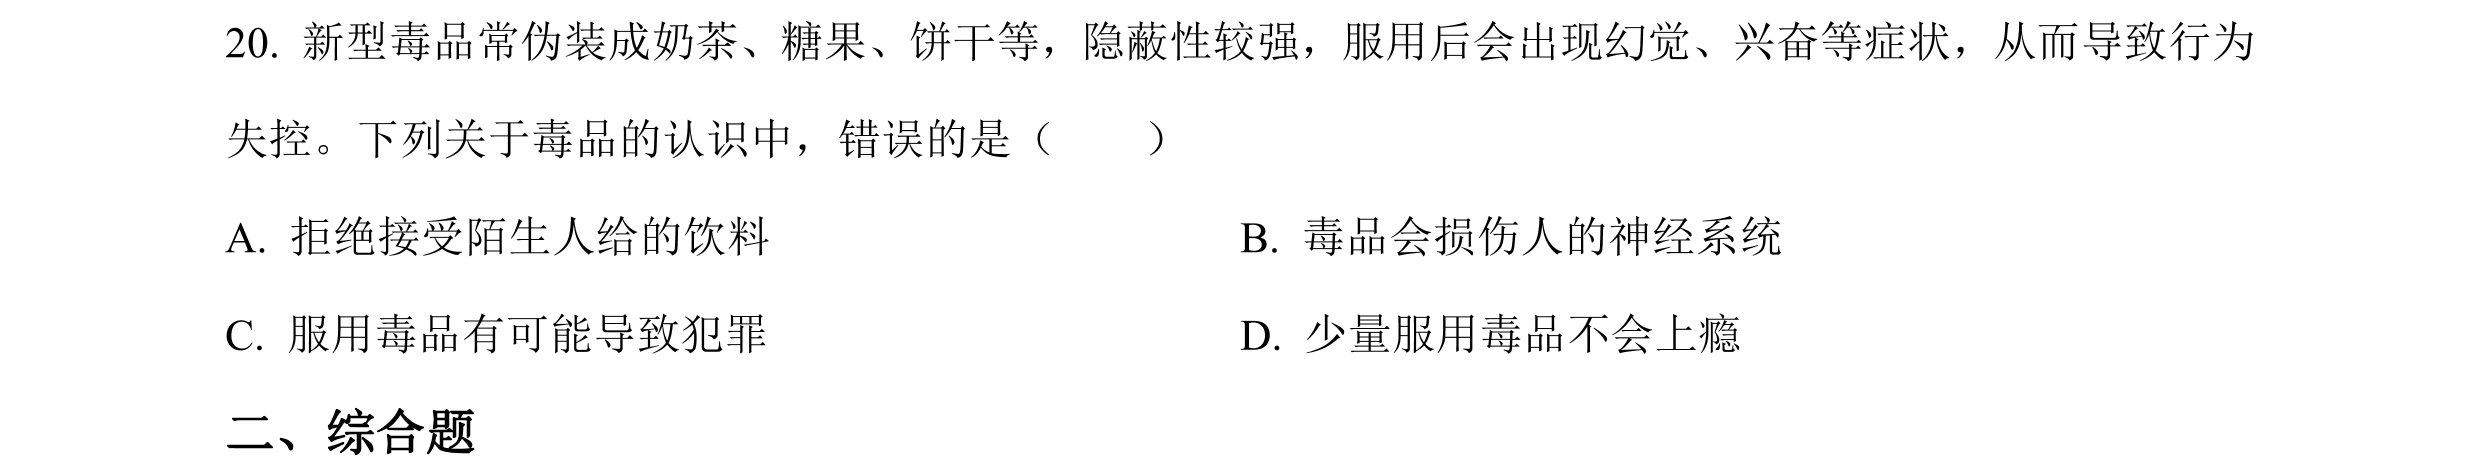 20. 新型毒品常伪装成奶茶、糖果、饼干等，隐蔽性较强，服用后会出现幻觉、兴奋等症状，从而导致行为
失控。下列关于毒品的认识中，错误的是（　　）
A. 拒绝接受陌生人给的饮料　　B. 毒品会损伤人的神经系统
C. 服用毒品有可能导致犯罪　　D. 少量服用毒品不会上瘾
二、综合题